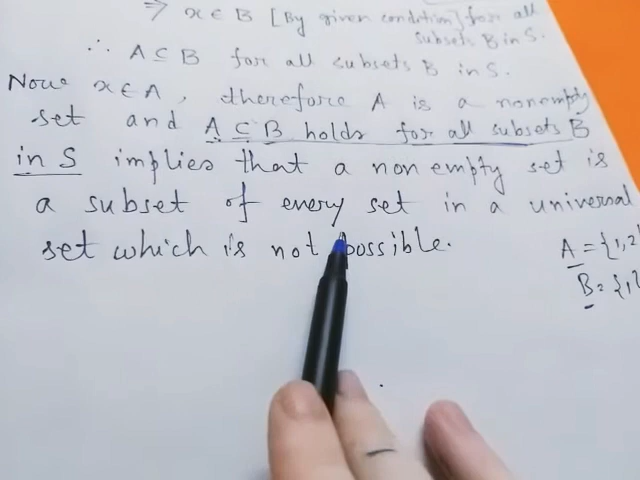 ⇒ x ∈ B [By given condition] for all
subsets B in S.
∴ A ⊆ B for all subsets B in S.
Now x ∈ A, therefore A is a nonempty
set and A ⊆ B holds for all subsets B
in S implies that a non empty set is
a subset of every set in a universal
set which is not possible.
A = {1,2
B = {1,